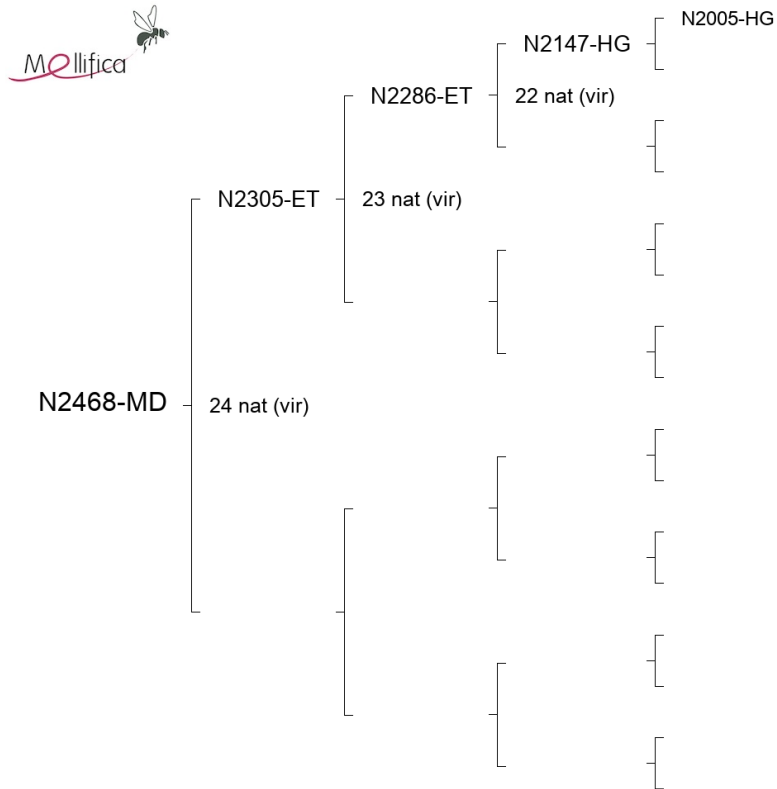 Mellifica
N2005-HG
N2147-HG
N2286-ET
22 nat (vir)
N2305-ET
23 nat (vir)
N2468-MD
24 nat (vir)